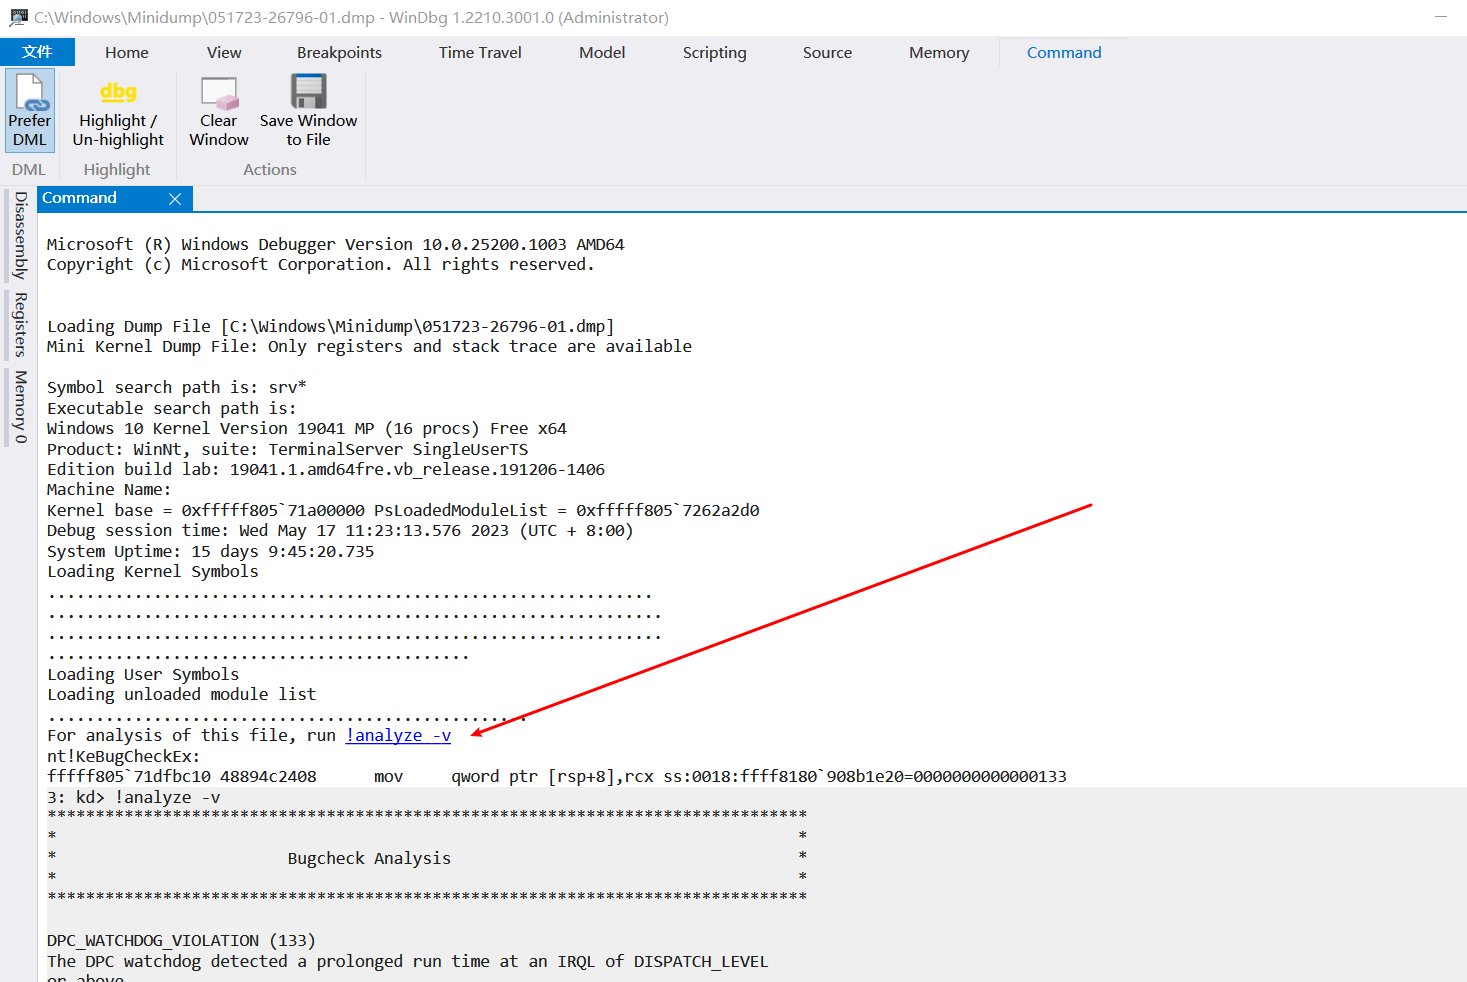 C:\Windows\Minidump\051723-26796-01.dmp - WinDbg 1.2210.3001.0 (Administrator)
文件 Home View Breakpoints Time Travel Model Scripting Source Memory Command
Prefer DML
dbg
Highlight / Un-highlight
Clear Window
Save Window to File
DML Highlight Actions
Disassembly
Registers
Memory 0
Command
Microsoft (R) Windows Debugger Version 10.0.25200.1003 AMD64
Copyright (c) Microsoft Corporation. All rights reserved.
Loading Dump File [C:\Windows\Minidump\051723-26796-01.dmp]
Mini Kernel Dump File: Only registers and stack trace are available
Symbol search path is: srv*
Executable search path is:
Windows 10 Kernel Version 19041 MP (16 procs) Free x64
Product: WinNt, suite: TerminalServer SingleUserTS
Edition build lab: 19041.1.amd64fre.vb_release.191206-1406
Machine Name:
Kernel base = 0xfffff805`71a00000 PsLoadedModuleList = 0xfffff805`7262a2d0
Debug session time: Wed May 17 11:23:13.576 2023 (UTC + 8:00)
System Uptime: 15 days 9:45:20.735
Loading Kernel Symbols
...............................................................
................................................................
................................................................
............................................
Loading User Symbols
Loading unloaded module list
..................................................
For analysis of this file, run !analyze -v
nt!KeBugCheckEx:
fffff805`71dfbc10 48894c2408      mov     qword ptr [rsp+8],rcx ss:0018:ffff8180`908b1e20=0000000000000133
3: kd> !analyze -v
*******************************************************************************
*                                                                             *
*                        Bugcheck Analysis                                    *
*                                                                             *
*******************************************************************************
DPC_WATCHDOG_VIOLATION (133)
The DPC watchdog detected a prolonged run time at an IRQL of DISPATCH_LEVEL
or above